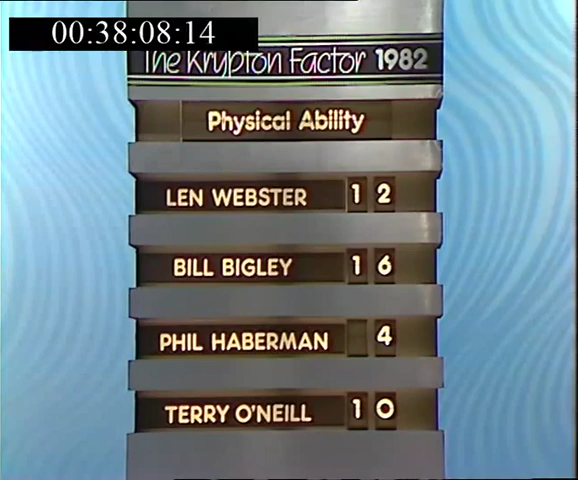 00:38:08:14
The Krypton Factor 1982
Physical Ability
LEN WEBSTER 12
BILL BIGLEY 16
PHIL HABERMAN 4
TERRY O'NEILL 10